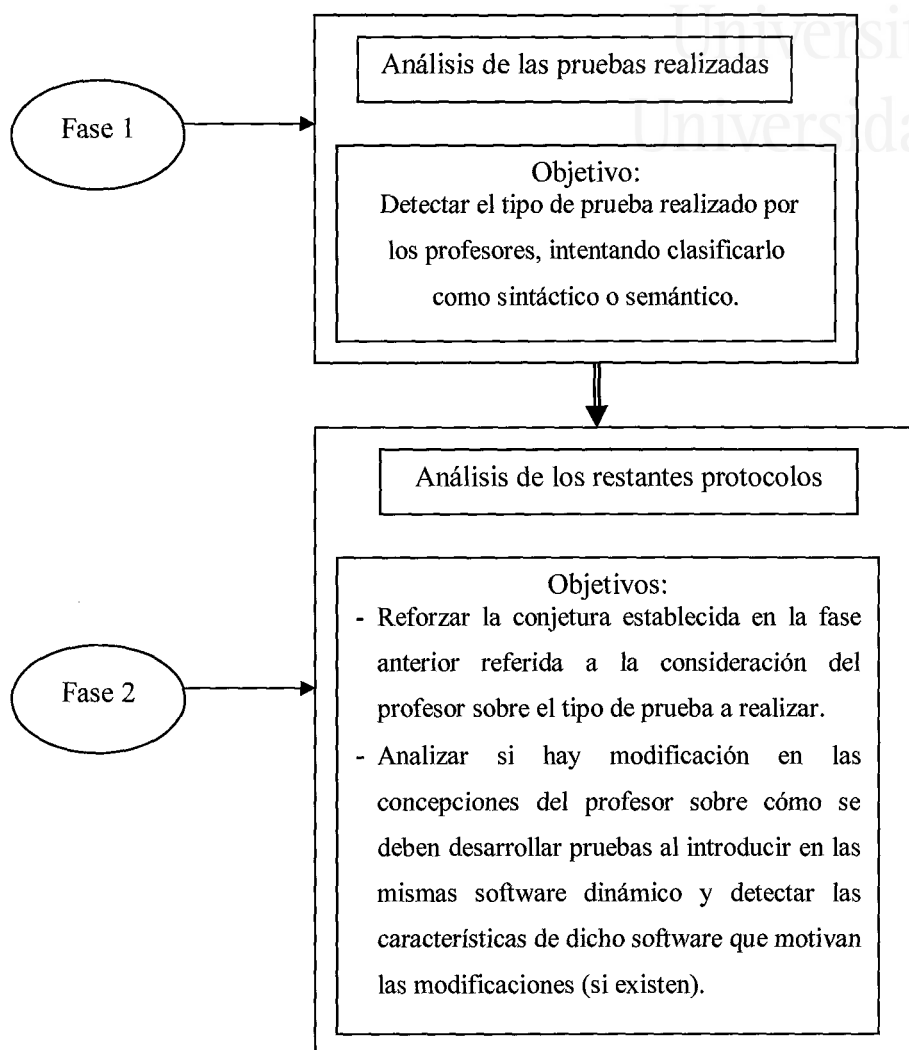 Universit
Universida
Análisis de las pruebas realizadas
Fase 1
Objetivo:
Detectar el tipo de prueba realizado por
los profesores, intentando clasificarlo
como sintáctico o semántico.
Análisis de los restantes protocolos
Objetivos:
- Reforzar la conjetura establecida en la fase
anterior referida a la consideración del
profesor sobre el tipo de prueba a realizar.
Fase 2
- Analizar si hay modificación en las
concepciones del profesor sobre cómo se
deben desarrollar pruebas al introducir en las
mismas software dinámico y detectar las
características de dicho software que motivan
las modificaciones (si existen).